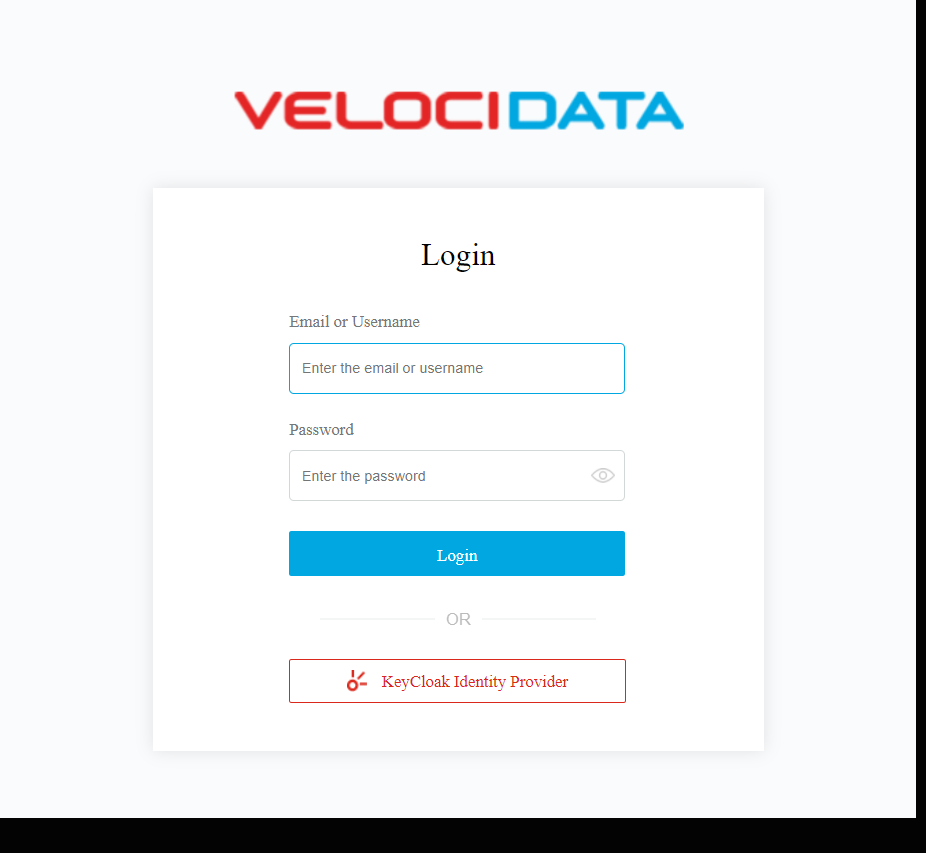 VELOCIDATA
Login
Email or Username
Enter the email or username
Password
Enter the password
Login
OR
KeyCloak Identity Provider